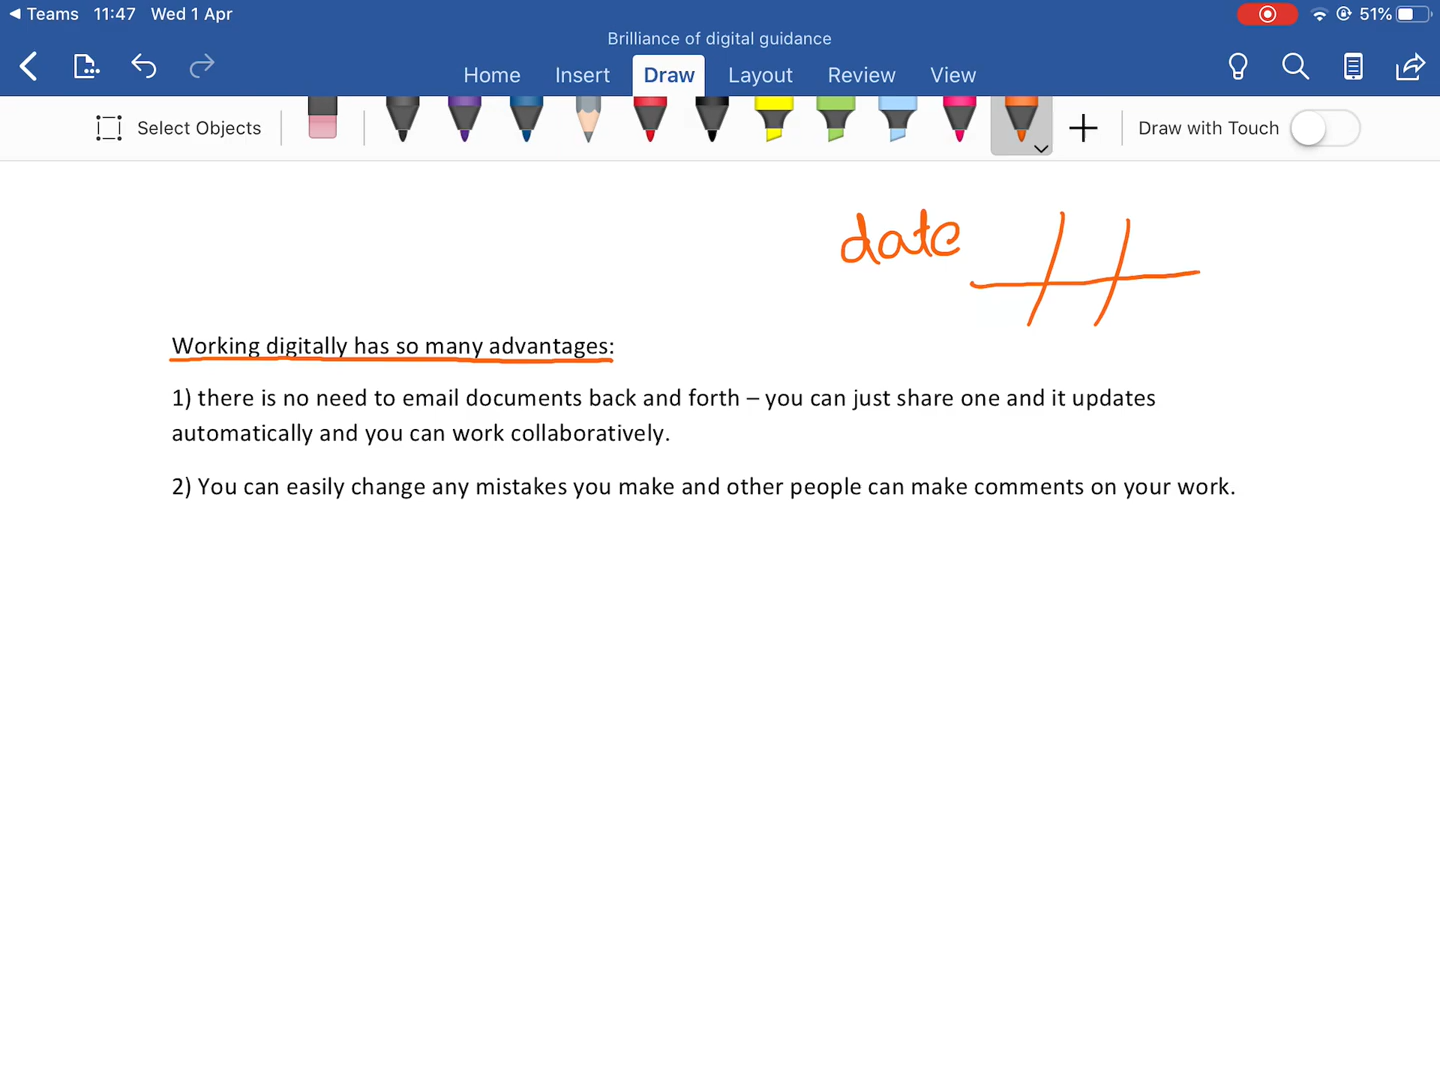 Teams 11:47 Wed 1 Apr 51%
Brilliance of digital guidance
Home Insert Draw Layout Review View
Select Objects Draw with Touch
date
Working digitally has so many advantages:
1) there is no need to email documents back and forth – you can just share one and it updates
automatically and you can work collaboratively.
2) You can easily change any mistakes you make and other people can make comments on your work.